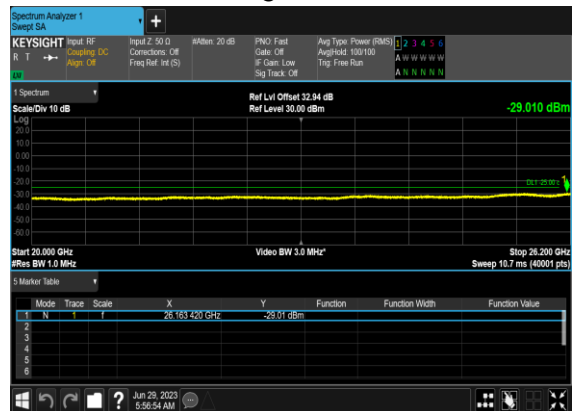 Spectrum Analyzer 1
Swept SA
KEYSIGHT Input: RF Input Z: 50 Ω #Atten: 20 dB PNO: Fast Avg Type: Power (RMS) 1 2 3 4 5 6
R T Coupling: DC Corrections: Off Gate: Off Avg|Hold: 100/100 A W W W W W
Align: Off Freq Ref: Int (S) IF Gain: Low Trig: Free Run
Sig Track: Off A N N N N N
1 Spectrum
Ref Lvl Offset 32.94 dB
Scale/Div 10 dB Ref Level 30.00 dBm -29.010 dBm
Log
20.0
10.0
0.00
-10.0
-20.0
DL1 -25.00
-30.0
-40.0
-50.0
-60.0
Start 20.000 GHz Video BW 3.0 MHz* Stop 26.200 GHz
#Res BW 1.0 MHz Sweep 10.7 ms (40001 pts)
5 Marker Table
Mode Trace Scale X Y Function Function Width Function Value
1 N 1 f 26.163 420 GHz -29.01 dBm
2
3
4
5
6
? Jun 29, 2023
5:56:54 AM